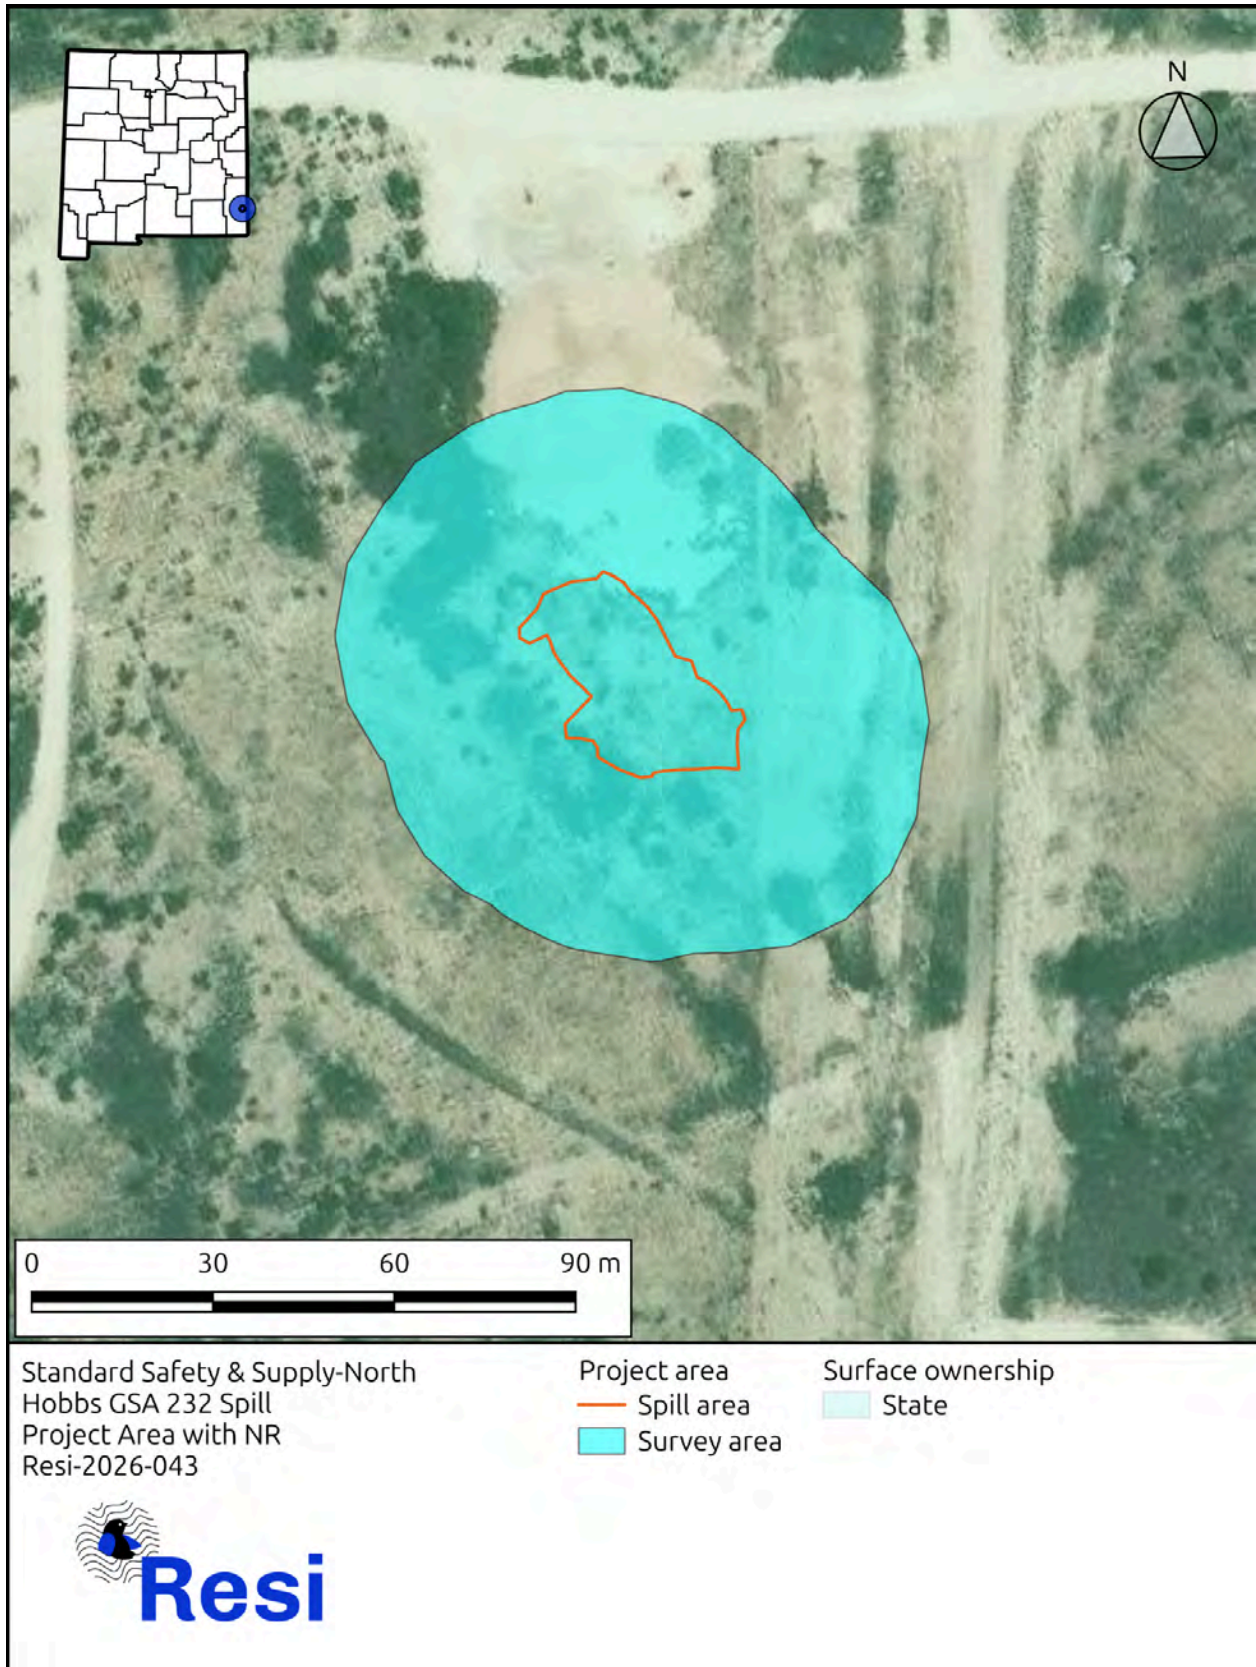 N
0 30 60 90 m
Standard Safety & Supply-North
Hobbs GSA 232 Spill
Project Area with NR
Resi-2026-043
Project area
Spill area
Survey area
Surface ownership
State
Resi